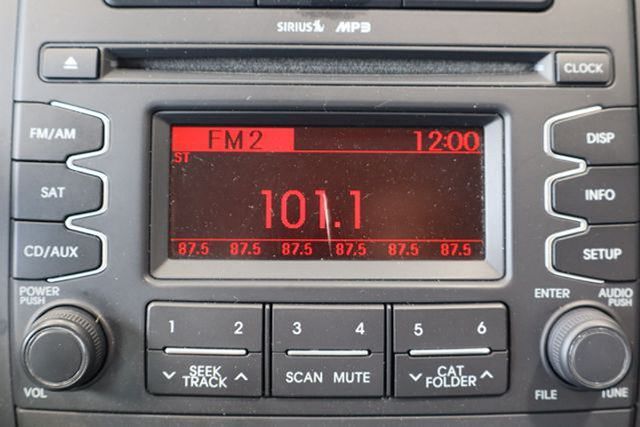 SIRIUS MP3
CLOCK
FM/AM
SAT
CD/AUX
FM2 12:00
ST
101.1
87.5 87.5 87.5 87.5 87.5 87.5
DISP
INFO
SETUP
POWER
PUSH
VOL
1 2 3 4 5 6
SEEK
TRACK
SCAN MUTE
CAT
FOLDER
ENTER
AUDIO
PUSH
FILE
TUNE